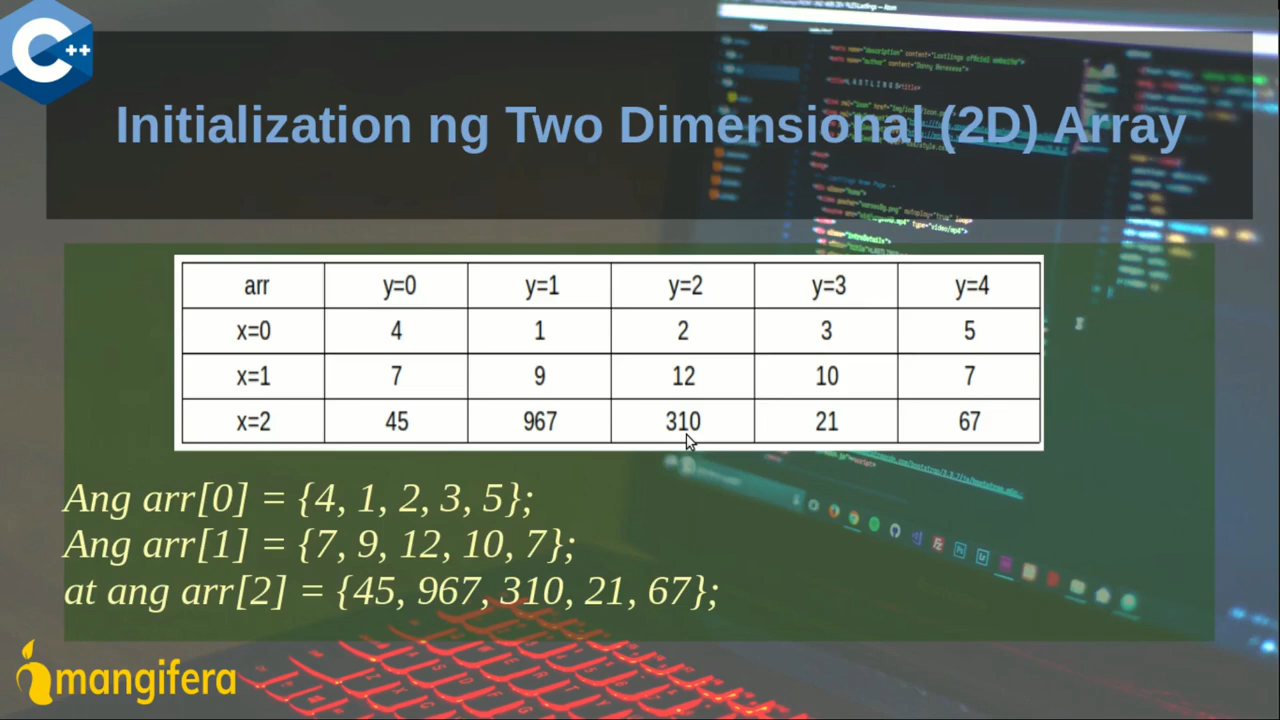 C++
Initialization ng Two Dimensional (2D) Array
arr y=0 y=1 y=2 y=3 y=4
x=0 4 1 2 3 5
x=1 7 9 12 10 7
x=2 45 967 310 21 67
Ang arr[0] = {4, 1, 2, 3, 5};
Ang arr[1] = {7, 9, 12, 10, 7};
at ang arr[2] = {45, 967, 310, 21, 67};
mangifera